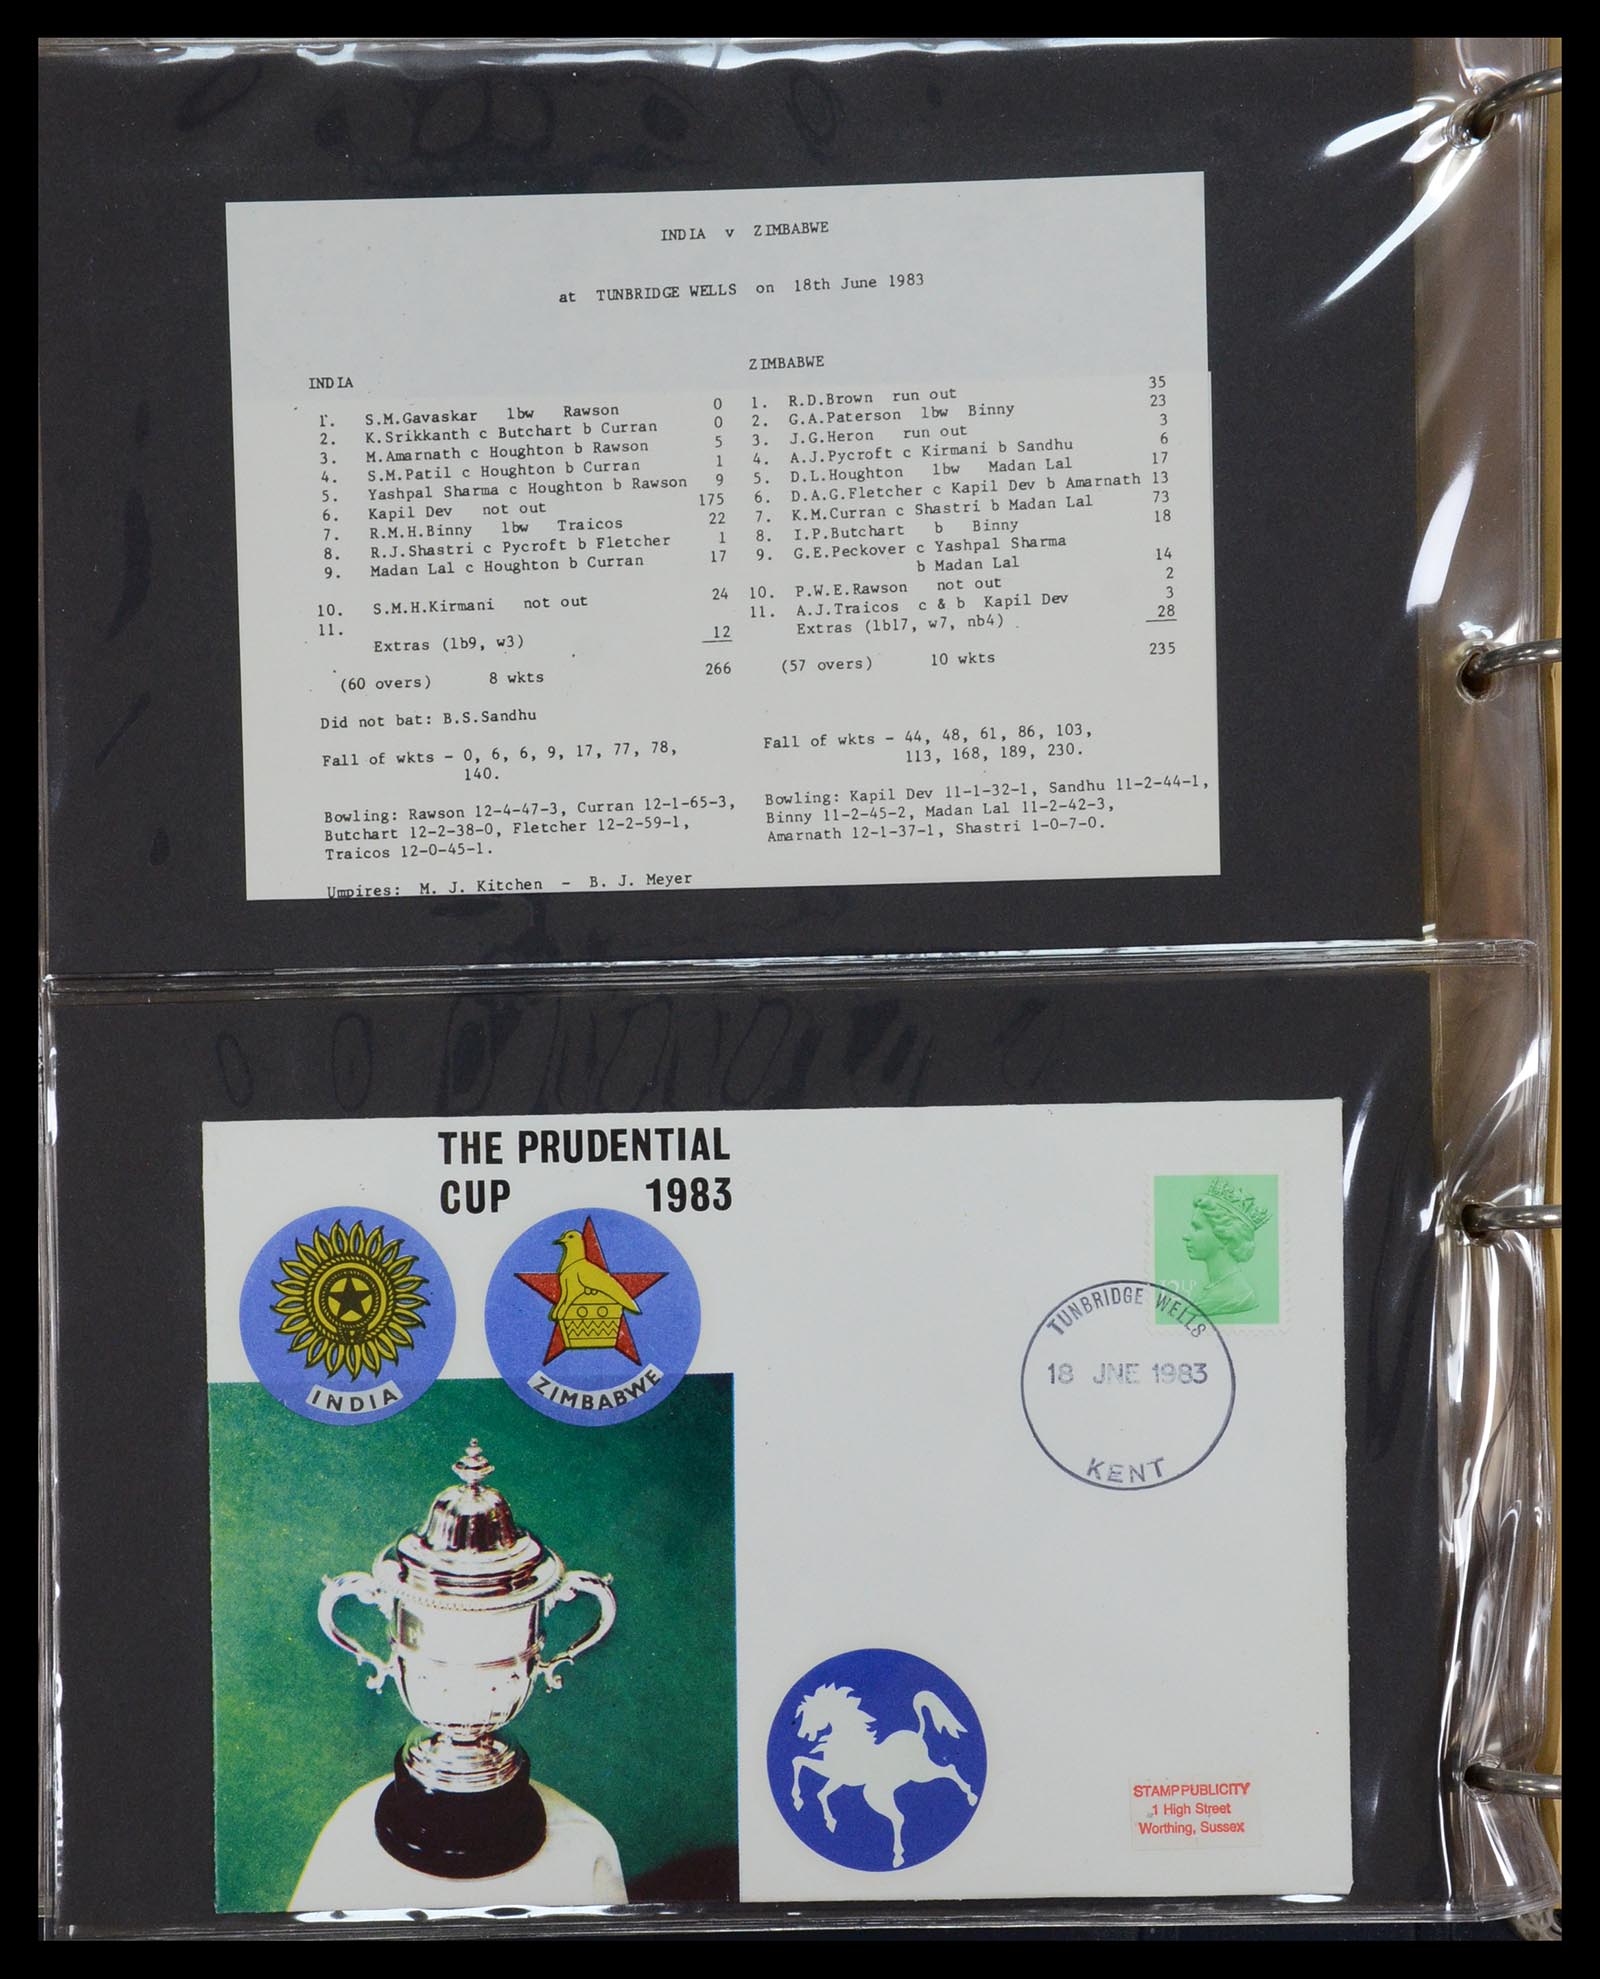 INDIA v ZIMBABWE
at TUNBRIDGE WELLS on 18th June 1983
INDIA
1. S.M.Gavaskar lbw Rawson 0
2. K.Srikkanth c Butchart b Curran 0
3. M.Amarnath c Houghton b Rawson 5
4. S.M.Patil c Houghton b Curran 1
5. Yashpal Sharma c Houghton b Rawson 9
6. Kapil Dev not out 175
7. R.M.H.Binny lbw Traicos 22
8. R.J.Shastri c Pycroft b Fletcher 1
9. Madan Lal c Houghton b Curran 17
10. S.M.H.Kirmani not out 24
11.
Extras (lb9, w3) 12
(60 overs) 8 wkts 266
Did not bat: B.S.Sandhu
Fall of wkts - 0, 6, 6, 9, 17, 77, 78,
140.
Bowling: Rawson 12-4-47-3, Curran 12-1-65-3,
Butchart 12-2-38-0, Fletcher 12-2-59-1,
Traicos 12-0-45-1.
Umpires: M. J. Kitchen - B. J. Meyer
ZIMBABWE
1. R.D.Brown run out 35
2. G.A.Paterson lbw Binny 23
3. J.G.Heron run out 3
4. A.J.Pycroft c Kirmani b Sandhu 6
5. D.L.Houghton lbw Madan Lal 17
6. D.A.G.Fletcher c Kapil Dev b Amarnath 13
7. K.M.Curran c Shastri b Madan Lal 73
8. I.P.Butchart b Binny 18
9. G.E.Peckover c Yashpal Sharma
b Madan Lal 14
10. P.W.E.Rawson not out 2
11. A.J.Traicos c & b Kapil Dev 3
Extras (lb17, w7, nb4) 28
(57 overs) 10 wkts 235
Fall of wkts - 44, 48, 61, 86, 103,
113, 168, 189, 230.
Bowling: Kapil Dev 11-1-32-1, Sandhu 11-2-44-1,
Binny 11-2-45-2, Madan Lal 11-2-42-3,
Amarnath 12-1-37-1, Shastri 1-0-7-0.
THE PRUDENTIAL
CUP 1983
INDIA
ZIMBABWE
TUNBRIDGE WELLS
18 JNE 1983
KENT
STAMP PUBLICITY
1 High Street
Worthing, Sussex